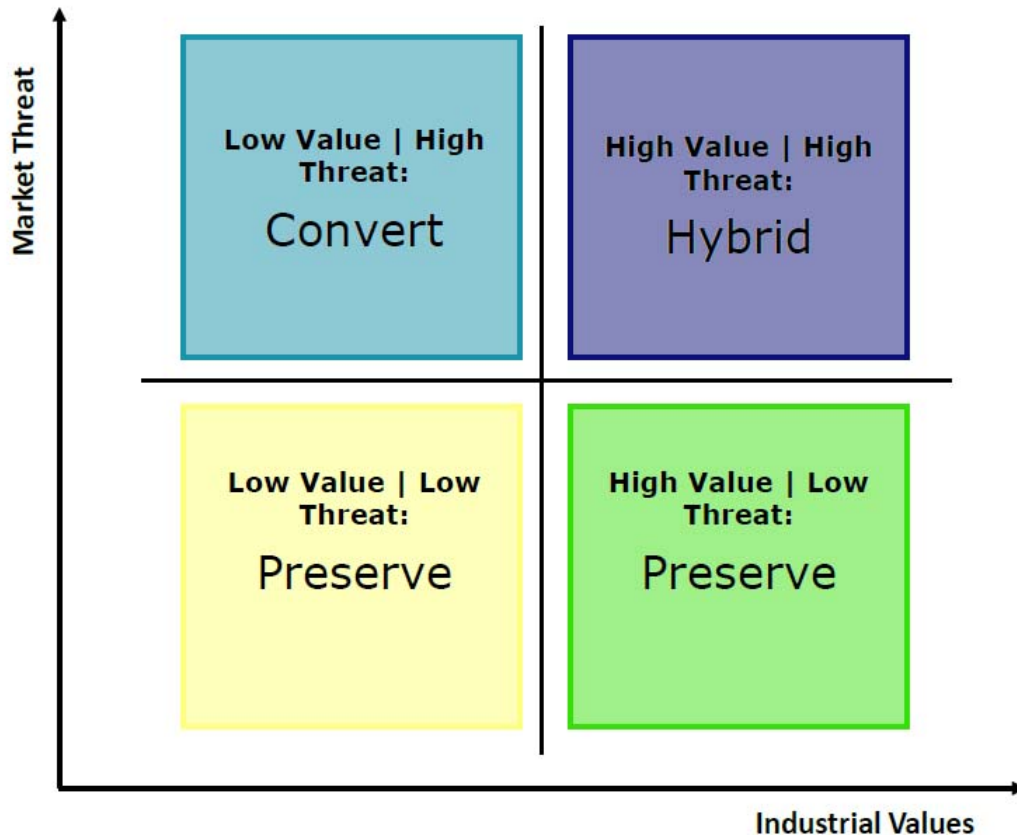 Market Threat
Low Value | High
Threat:
Convert
High Value | High
Threat:
Hybrid
Low Value | Low
Threat:
Preserve
High Value | Low
Threat:
Preserve
Industrial Values